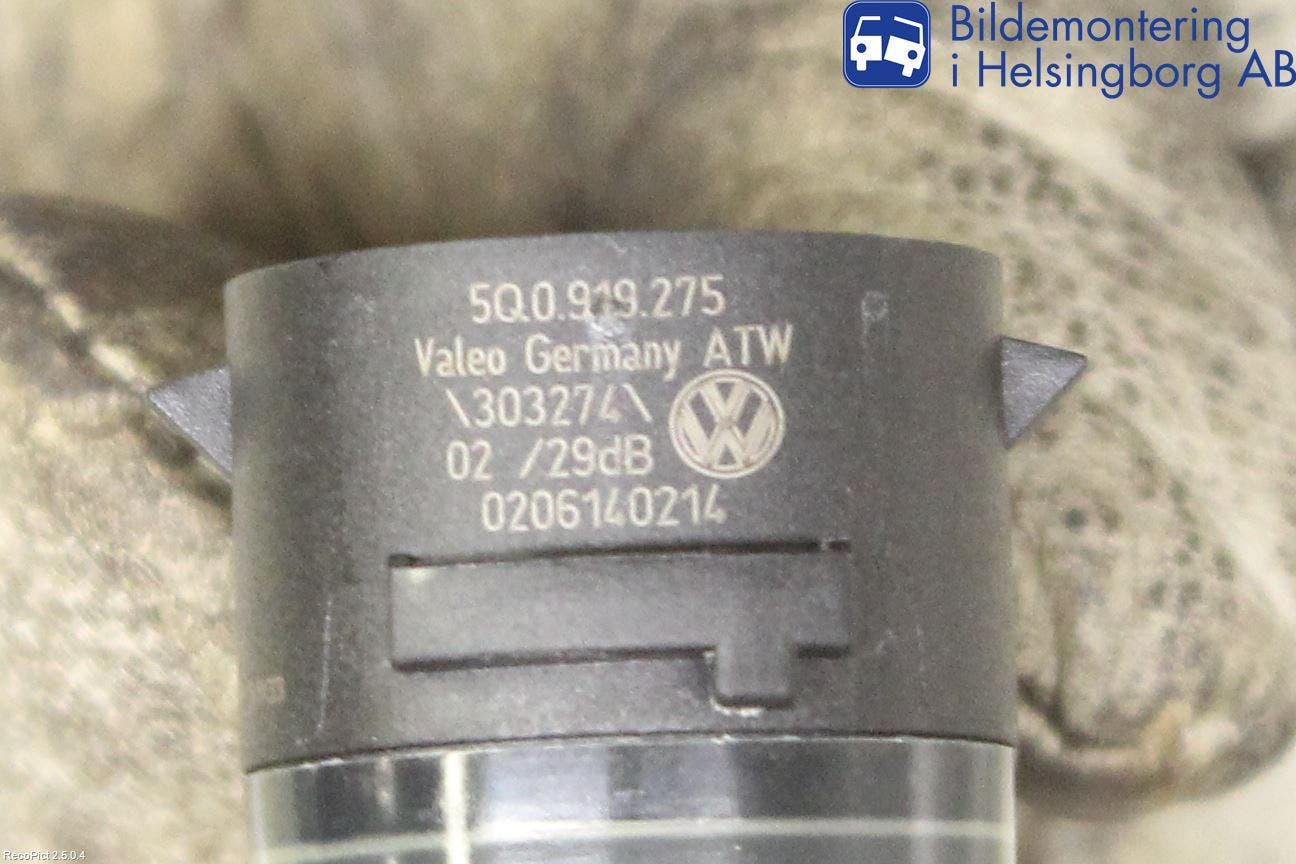 Bildemontering
i Helsingborg AB
5Q0.919.275
Valeo Germany ATW
\303274\
02 /29dB
0206140214
RecoPict 2.5.0.4